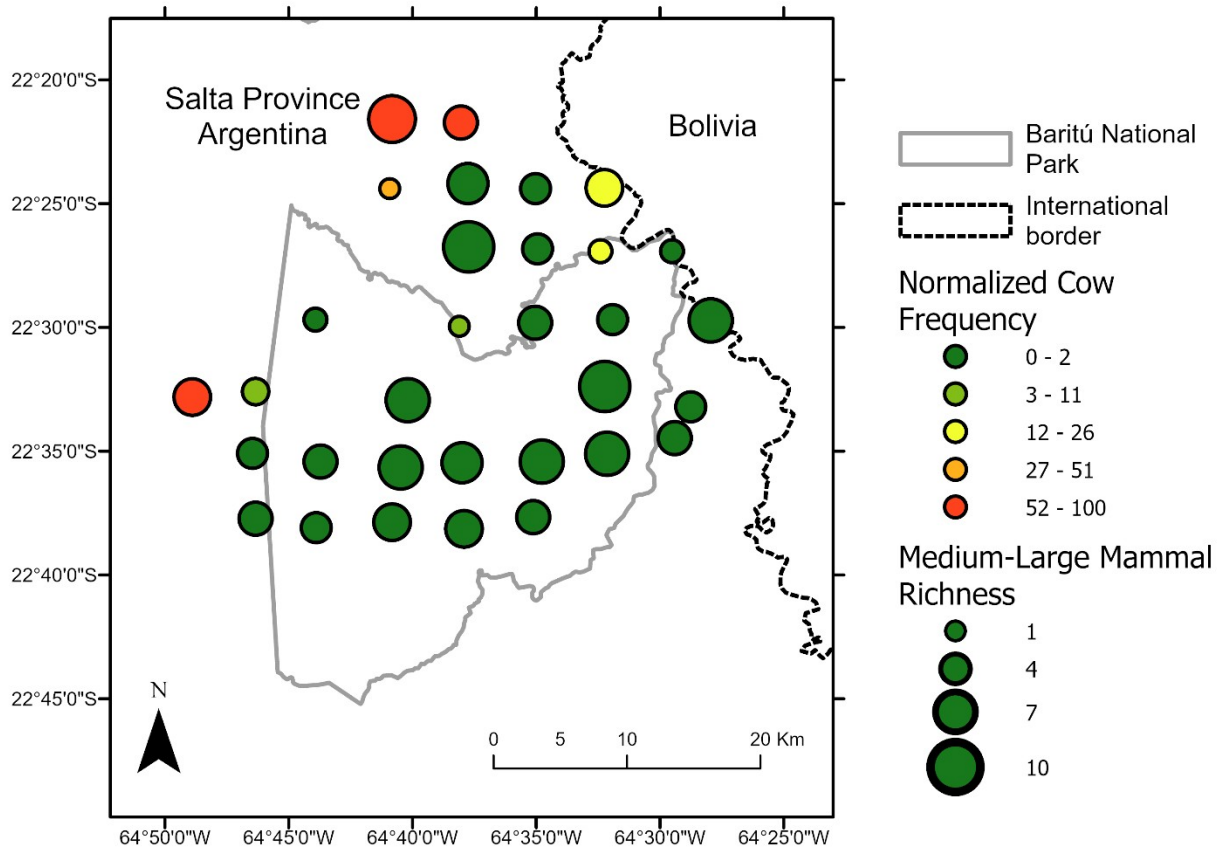 Salta Province
Argentina
Bolivia
22°20'0"S
22°25'0"S
22°30'0"S
22°35'0"S
22°40'0"S
22°45'0"S
N
0 5 10 20 Km
64°50'0"W 64°45'0"W 64°40'0"W 64°35'0"W 64°30'0"W 64°25'0"W
Baritú National
Park
International
border
Normalized Cow
Frequency
0 - 2
3 - 11
12 - 26
27 - 51
52 - 100
Medium-Large Mammal
Richness
1
4
7
10